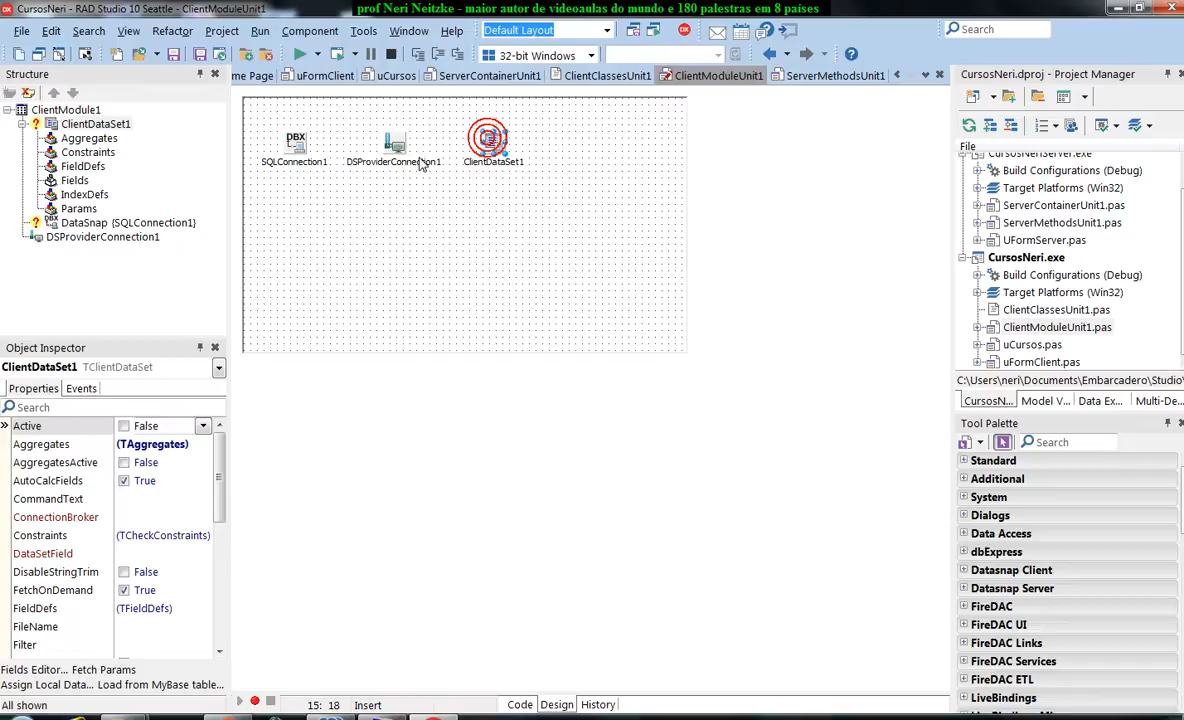 prof Neri Neitzke - maior autor de videoaulas do mundo e 180 palestras em 8 países
CursosNeri - RAD Studio 10 Seattle - ClientModuleUnit1
File Edit Search View Refactor Project Run Component Tools Window Help Default Layout Search
32-bit Windows
Structure
me Page uFormClient uCursos ServerContainerUnit1 ClientClassesUnit1 ClientModuleUnit1 ServerMethodsUnit1
CursosNeri.dproj - Project Manager
ClientModule1
ClientDataSet1
Aggregates
Constraints
FieldDefs
Fields
IndexDefs
Params
DataSnap {SQLConnection1}
DSProviderConnection1
DBX
SQLConnection1 DSProviderConnection1 ClientDataSet1
File
CursosNeriServer.exe
Build Configurations (Debug)
Target Platforms (Win32)
ServerContainerUnit1.pas
ServerMethodsUnit1.pas
UFormServer.pas
CursosNeri.exe
Build Configurations (Debug)
Target Platforms (Win32)
ClientClassesUnit1.pas
ClientModuleUnit1.pas
uCursos.pas
uFormClient.pas
C:\Users\neri\Documents\Embarcadero\Studio\
CursosN... Model V... Data Ex... Multi-De...
Object Inspector
ClientDataSet1 TClientDataSet
Properties Events
Search
Active False
Aggregates (TAggregates)
AggregatesActive False
AutoCalcFields True
CommandText
ConnectionBroker
Constraints (TCheckConstraints)
DataSetField
DisableStringTrim False
FetchOnDemand True
FieldDefs (TFieldDefs)
FileName
Filter
Fields Editor... Fetch Params
Assign Local Data... Load from MyBase table...
All shown
15: 18 Insert Code Design History
Tool Palette
Search
Standard
Additional
System
Dialogs
Data Access
dbExpress
Datasnap Client
Datasnap Server
FireDAC
FireDAC UI
FireDAC Links
FireDAC Services
FireDAC ETL
LiveBindings